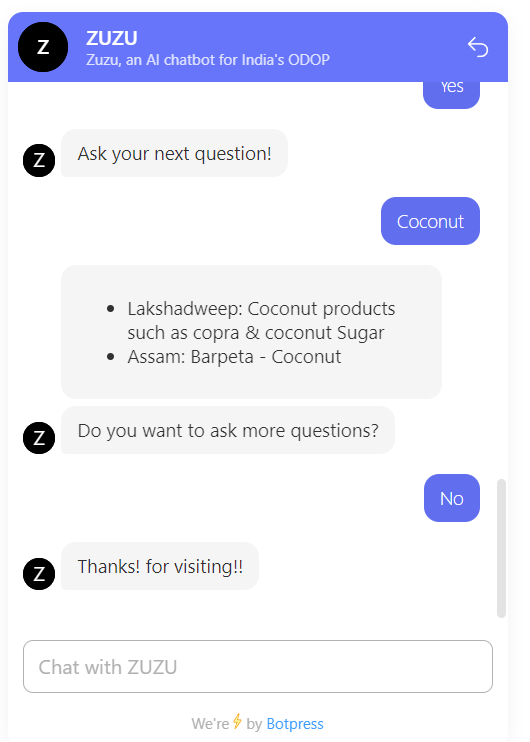 Z
ZUZU
Zuzu, an AI chatbot for India's ODOP
Yes
Z
Ask your next question!
Coconut
• Lakshadweep: Coconut products
such as copra & coconut Sugar
• Assam: Barpeta - Coconut
Z
Do you want to ask more questions?
No
Z
Thanks! for visiting!!
Chat with ZUZU
We're⚡ by Botpress